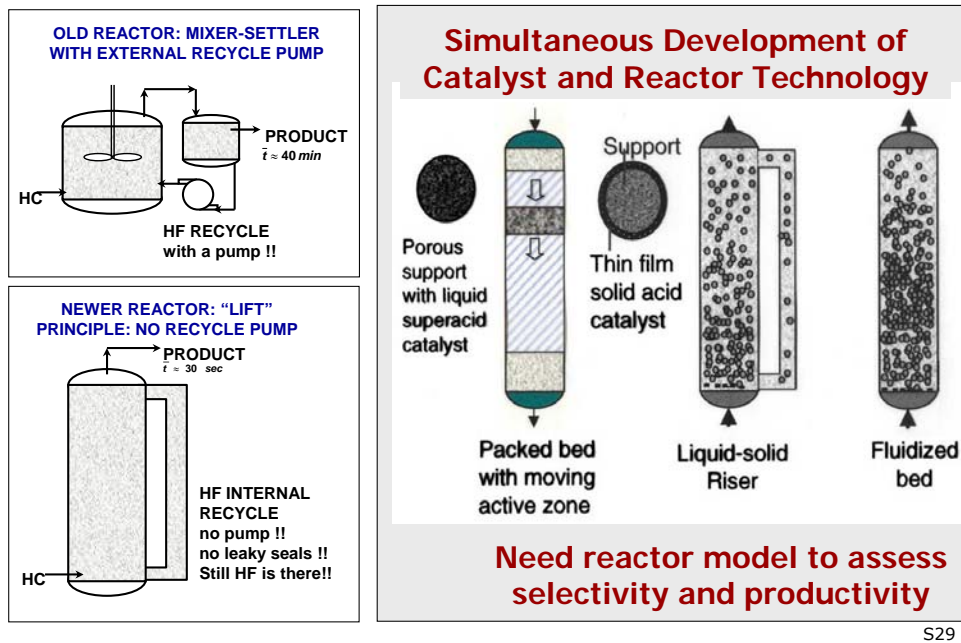 OLD REACTOR: MIXER-SETTLER
WITH EXTERNAL RECYCLE PUMP
PRODUCT
t̄ ≈ 40 min
HC
HF RECYCLE
with a pump !!
NEWER REACTOR: “LIFT”
PRINCIPLE: NO RECYCLE PUMP
PRODUCT
t̄ ≈ 30 sec
HF INTERNAL
RECYCLE
no pump !!
no leaky seals !!
Still HF is there!!
HC
Simultaneous Development of
Catalyst and Reactor Technology
Porous
support
with liquid
superacid
catalyst
Support
Thin film
solid acid
catalyst
Packed bed
with moving
active zone
Liquid-solid
Riser
Fluidized
bed
Need reactor model to assess
selectivity and productivity
S29